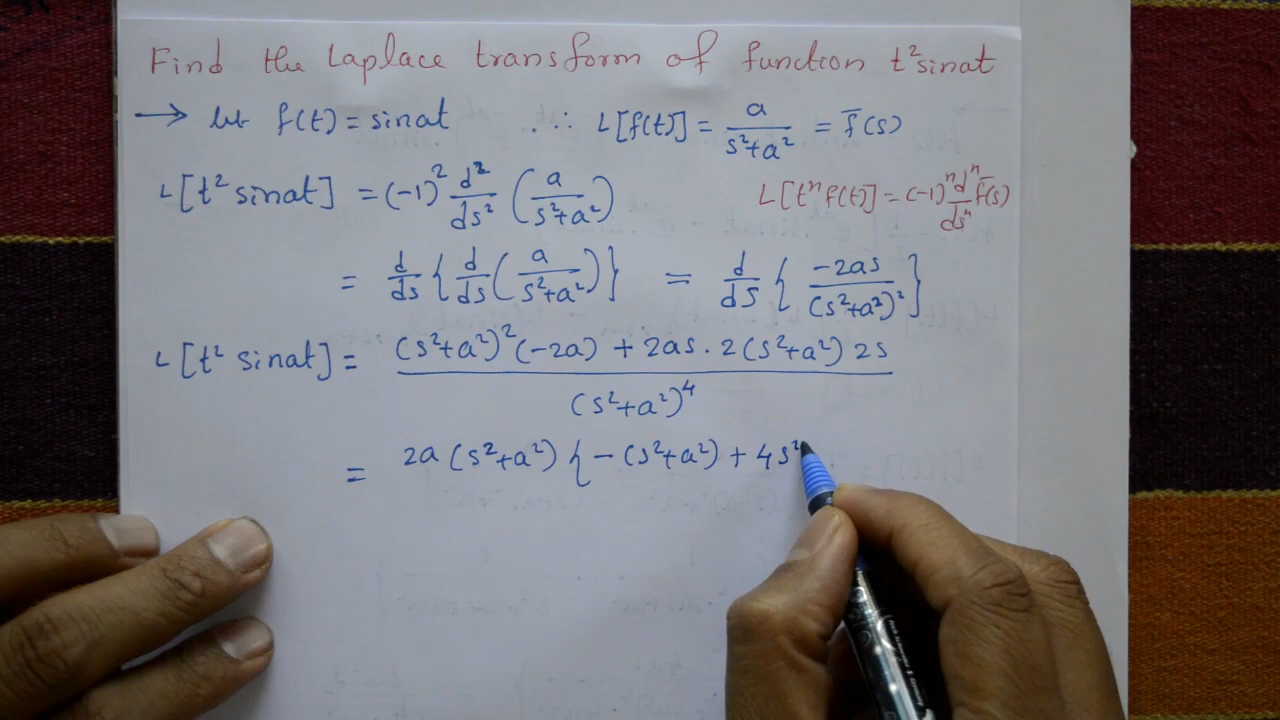 Find the Laplace transform of function t²sinat
→ let f(t) = sinat ∴ L[f(t)] = a/(s²+a²) = f̅(s)
L[t² sinat] = (-1)² d²/ds² (a/(s²+a²)) L[tⁿ f(t)] = (-1)ⁿ dⁿ/dsⁿ f̅(s)
= d/ds { d/ds (a/(s²+a²)) } = d/ds { -2as/(s²+a²)² }
L[t² sinat] = (s²+a²)²(-2a) + 2as . 2(s²+a²) 2s / (s²+a²)⁴
= 2a (s²+a²) { - (s²+a²) + 4s²